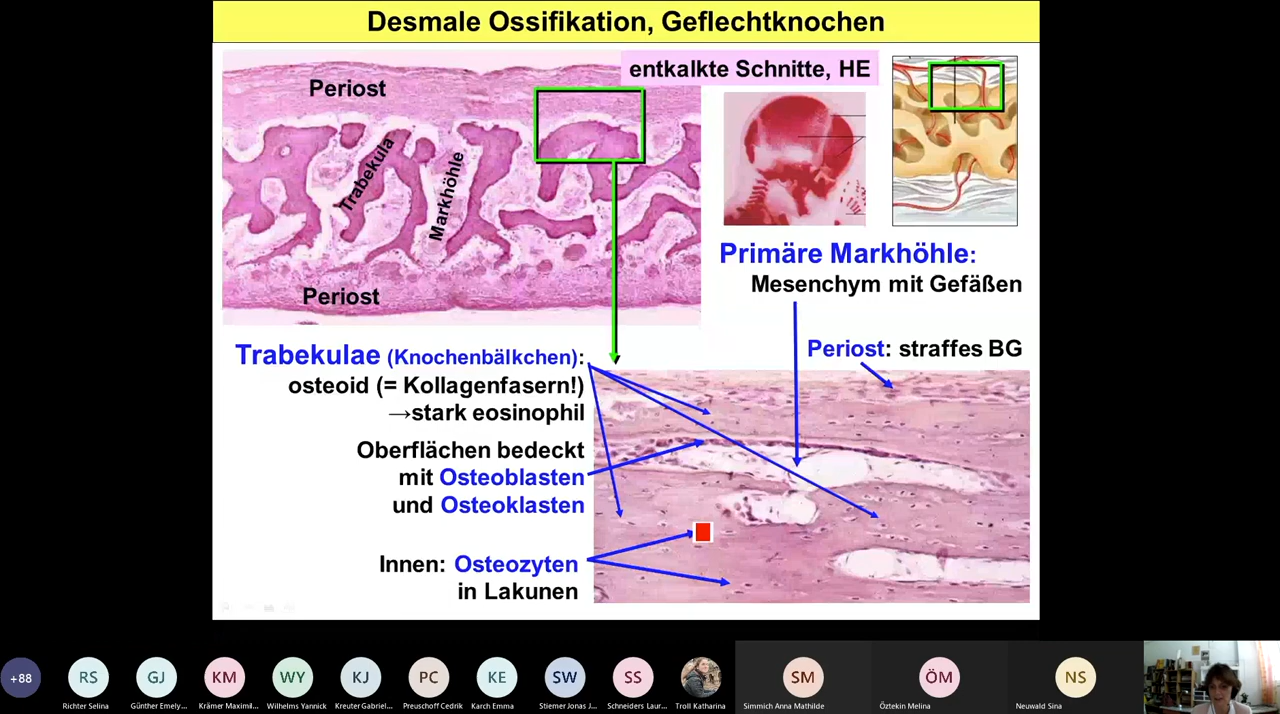 Desmale Ossifikation, Geflechtknochen
entkalkte Schnitte, HE
Periost
Trabekula
Markhöhle
Periost
Primäre Markhöhle:
Mesenchym mit Gefäßen
Periost: straffes BG
Trabekulae (Knochenbälkchen):
osteoid (= Kollagenfasern!)
→stark eosinophil
Oberflächen bedeckt
mit Osteoblasten
und Osteoklasten
Innen: Osteozyten
in Lakunen
+88
RS
GJ
KM
WY
KJ
PC
KE
SW
SS
SM
ÖM
NS
Richter Selina
Günther Emely...
Krämer Maximil...
Wilhelms Yannick
Kreuter Gabriel...
Preuschoff Cedrik
Karch Emma
Stiemer Jonas J...
Schneiders Laur...
Troll Katharina
Simmich Anna Mathilde
Öztekin Melina
Neuwald Sina